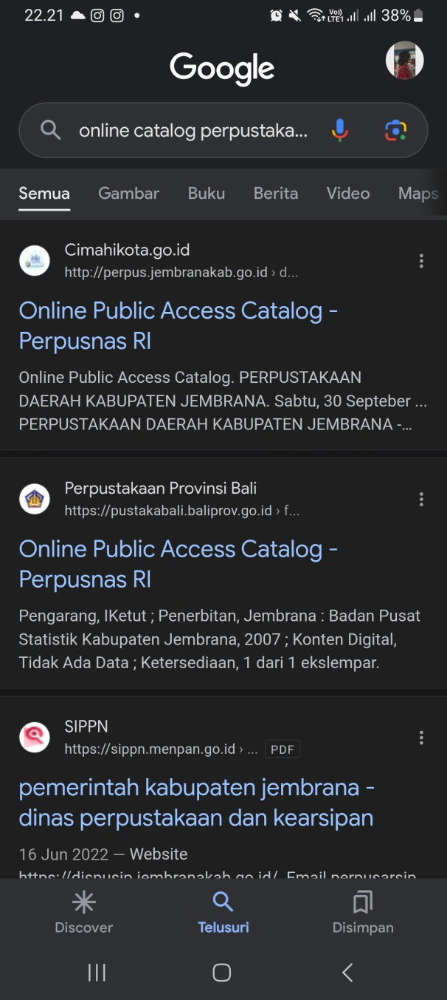 22.21 Vo)) LTE1 38%
Google
online catalog perpustaka...
Semua Gambar Buku Berita Video Maps
Cimahikota.go.id
http://perpus.jembranakab.go.id › d...
Online Public Access Catalog -
Perpusnas RI
Online Public Access Catalog. PERPUSTAKAAN
DAERAH KABUPATEN JEMBRANA. Sabtu, 30 Septeber ...
PERPUSTAKAAN DAERAH KABUPATEN JEMBRANA -...
Perpustakaan Provinsi Bali
https://pustakabali.baliprov.go.id › f...
Online Public Access Catalog -
Perpusnas RI
Pengarang, IKetut ; Penerbitan, Jembrana : Badan Pusat
Statistik Kabupaten Jembrana, 2007 ; Konten Digital,
Tidak Ada Data ; Ketersediaan, 1 dari 1 ekslempar.
SIPPN
https://sippn.menpan.go.id › ... PDF
pemerintah kabupaten jembrana -
dinas perpustakaan dan kearsipan
16 Jun 2022 — Website
https://dispusip.jembranakab.go.id/. Email perpusarsip
Discover Telusuri Disimpan